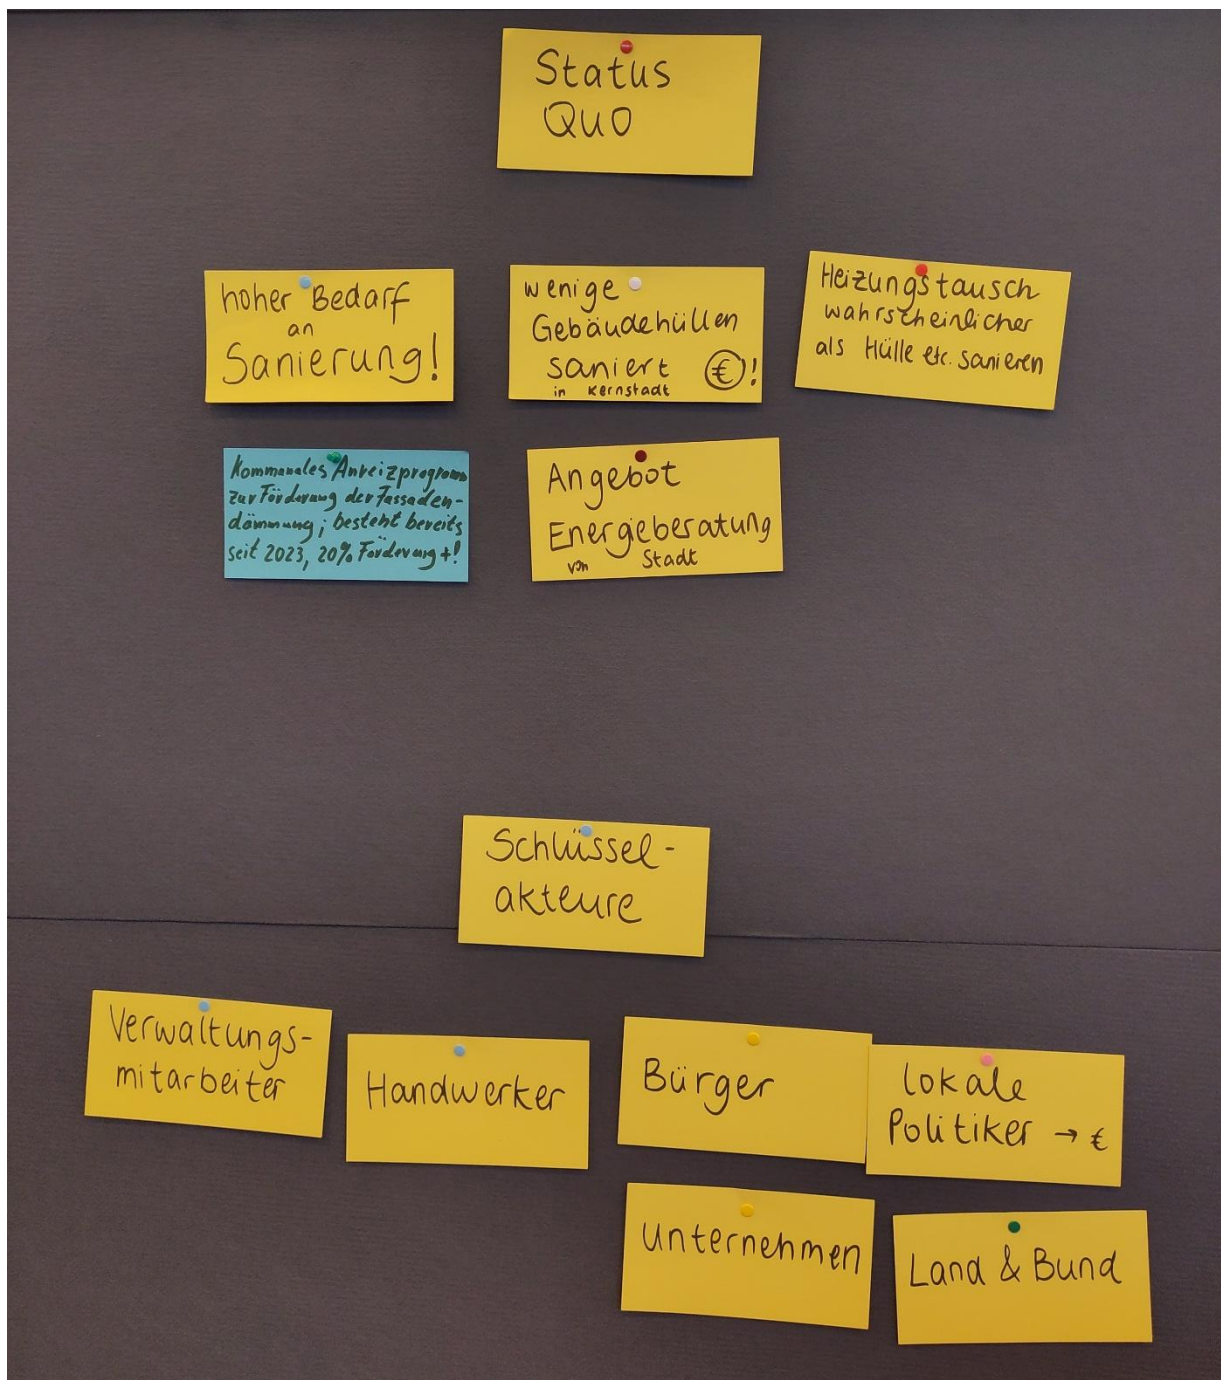 Status
Quo
hoher Bedarf
an
Sanierung!
wenige
Gebäudehüllen
saniert €!
in Kernstadt
Heizungstausch
wahrscheinlicher
als Hülle etc. sanieren
Kommunales Anreizprogramm
zur Förderung der Fassaden-
dämmung; besteht bereits
seit 2023, 20% Förderung+!
Angebot
Energieberatung
von Stadt
Schlüssel-
akteure
Verwaltungs-
mitarbeiter
Handwerker
Bürger
lokale
Politiker → €
Unternehmen
Land & Bund